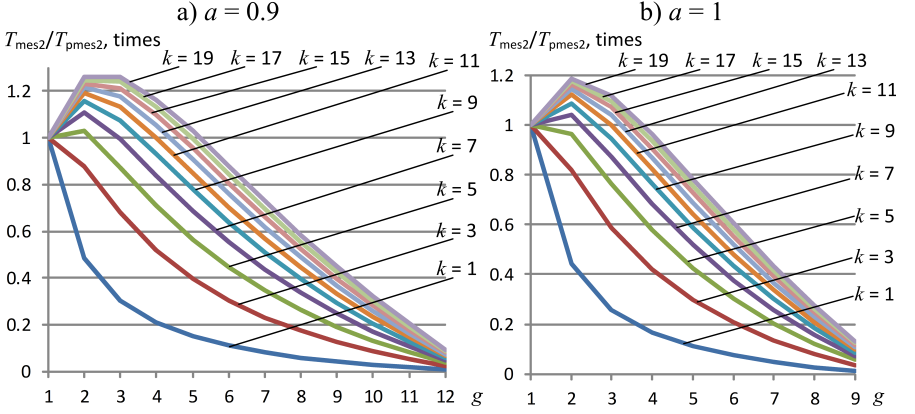 a) a = 0.9
Tmes2/Tpmes2, times
k = 19
k = 17
k = 15
k = 13
k = 11
k = 9
k = 7
k = 5
k = 3
k = 1
1.2
1
0.8
0.6
0.4
0.2
0
1 2 3 4 5 6 7 8 9 10 11 12 g
b) a = 1
Tmes2/Tpmes2, times
k = 19
k = 17
k = 15
k = 13
k = 11
k = 9
k = 7
k = 5
k = 3
k = 1
1.2
1
0.8
0.6
0.4
0.2
0
1 2 3 4 5 6 7 8 9 g